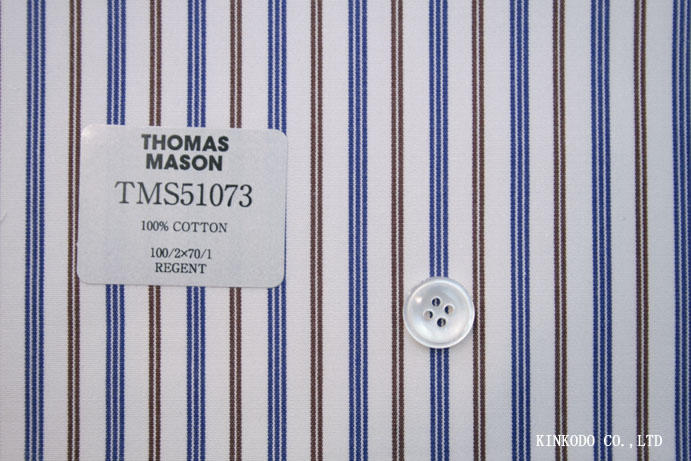 THOMAS
MASON
TMS51073
100% COTTON
100/2×70/1
REGENT
KINKODO CO.,LTD